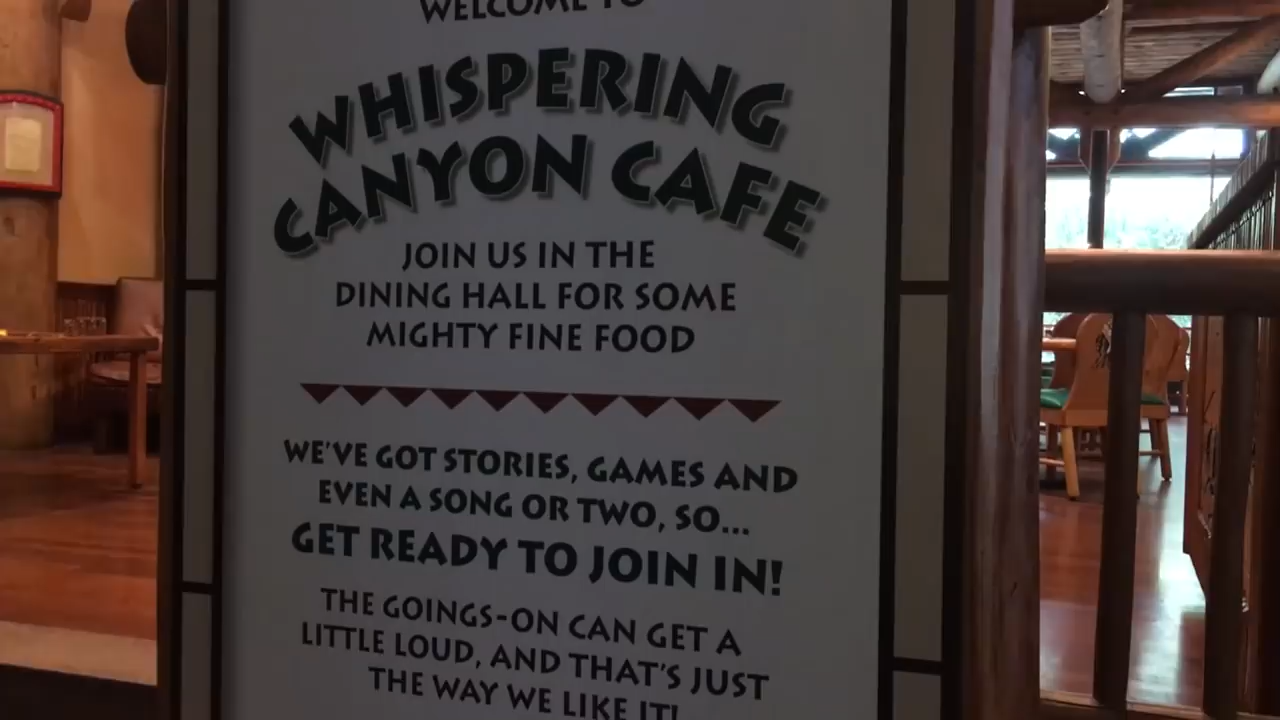 WELCOME TO
WHISPERING
CANYON CAFE
JOIN US IN THE
DINING HALL FOR SOME
MIGHTY FINE FOOD
WE'VE GOT STORIES, GAMES AND
EVEN A SONG OR TWO, SO...
GET READY TO JOIN IN!
THE GOINGS-ON CAN GET A
LITTLE LOUD, AND THAT'S JUST
THE WAY WE LIKE IT!